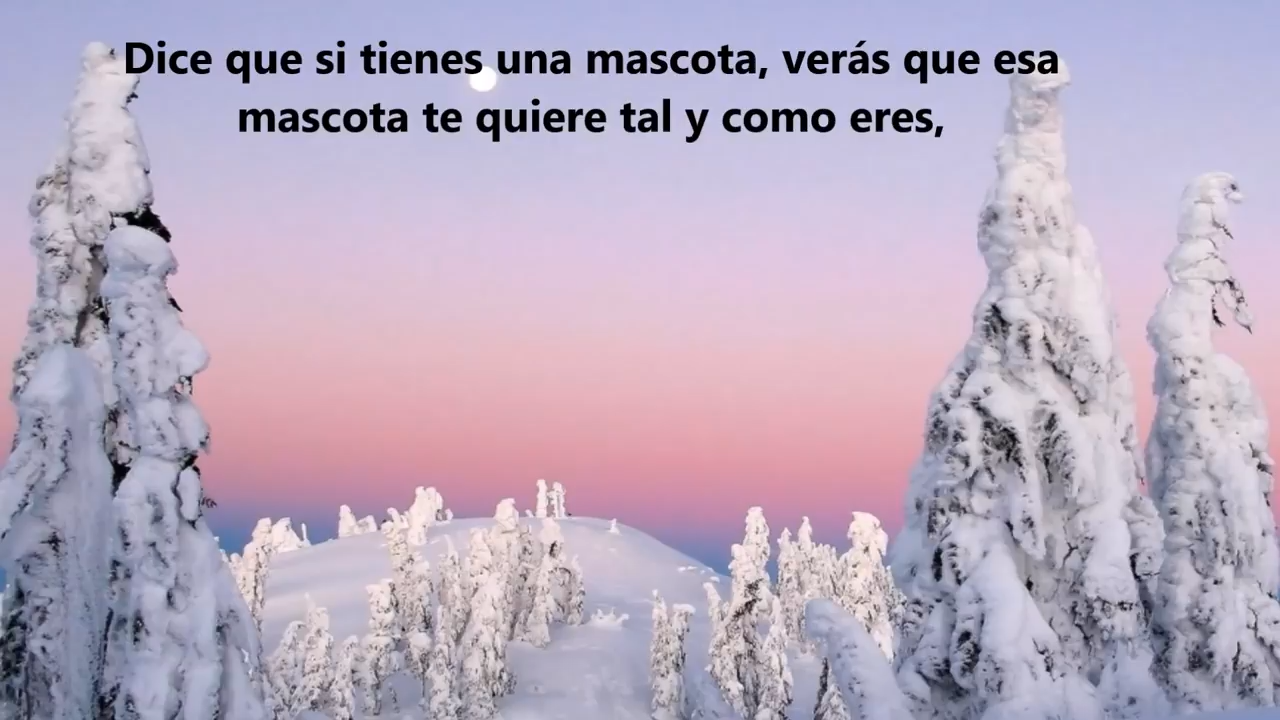 Dice que si tienes una mascota, verás que esa
mascota te quiere tal y como eres,